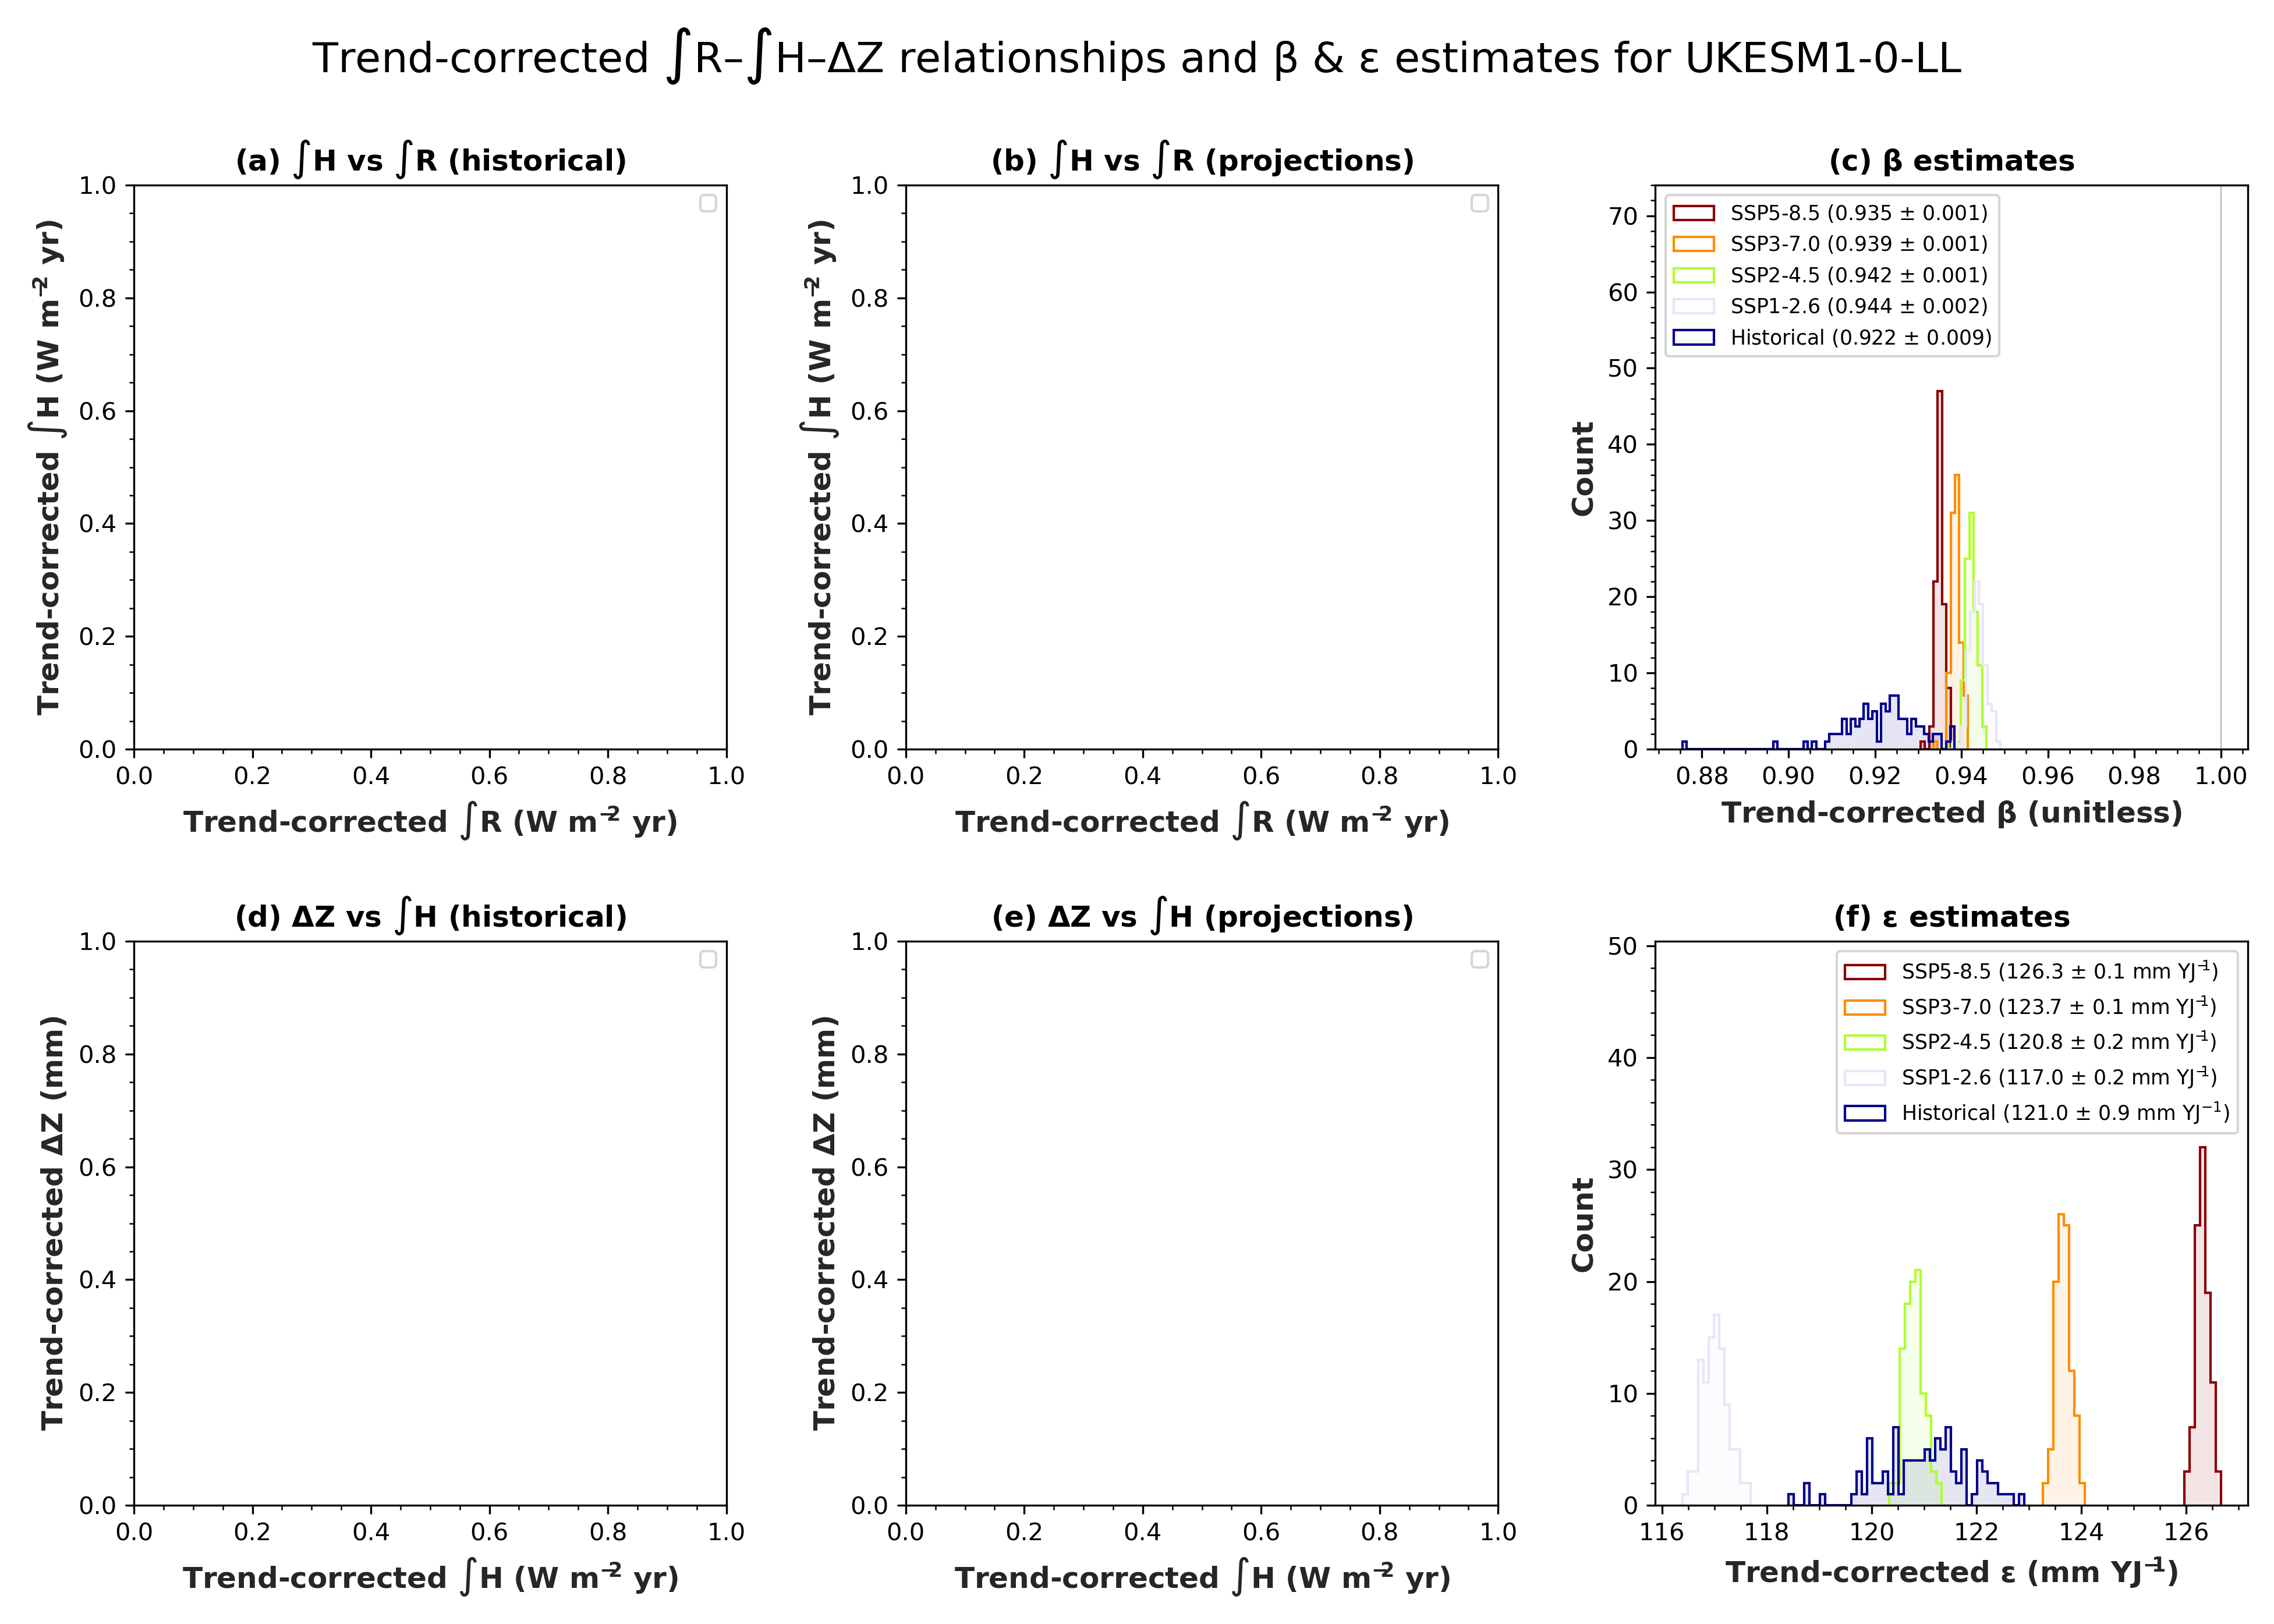 Trend-corrected ∫R–∫H–ΔZ relationships and β & ε estimates for UKESM1-0-LL
(a) ∫H vs ∫R (historical)
1.0
0.8
0.6
0.4
0.2
0.0
Trend-corrected ∫H (W m⁻² yr)
0.0 0.2 0.4 0.6 0.8 1.0
Trend-corrected ∫R (W m⁻² yr)
(b) ∫H vs ∫R (projections)
1.0
0.8
0.6
0.4
0.2
0.0
Trend-corrected ∫H (W m⁻² yr)
0.0 0.2 0.4 0.6 0.8 1.0
Trend-corrected ∫R (W m⁻² yr)
(c) β estimates
70
60
50
40
30
20
10
0
Count
SSP5-8.5 (0.935 ± 0.001)
SSP3-7.0 (0.939 ± 0.001)
SSP2-4.5 (0.942 ± 0.001)
SSP1-2.6 (0.944 ± 0.002)
Historical (0.922 ± 0.009)
0.88 0.90 0.92 0.94 0.96 0.98 1.00
Trend-corrected β (unitless)
(d) ΔZ vs ∫H (historical)
1.0
0.8
0.6
0.4
0.2
0.0
Trend-corrected ΔZ (mm)
0.0 0.2 0.4 0.6 0.8 1.0
Trend-corrected ∫H (W m⁻² yr)
(e) ΔZ vs ∫H (projections)
1.0
0.8
0.6
0.4
0.2
0.0
Trend-corrected ΔZ (mm)
0.0 0.2 0.4 0.6 0.8 1.0
Trend-corrected ∫H (W m⁻² yr)
(f) ε estimates
50
40
30
20
10
0
Count
SSP5-8.5 (126.3 ± 0.1 mm YJ⁻¹)
SSP3-7.0 (123.7 ± 0.1 mm YJ⁻¹)
SSP2-4.5 (120.8 ± 0.2 mm YJ⁻¹)
SSP1-2.6 (117.0 ± 0.2 mm YJ⁻¹)
Historical (121.0 ± 0.9 mm YJ⁻¹)
116 118 120 122 124 126
Trend-corrected ε (mm YJ⁻¹)